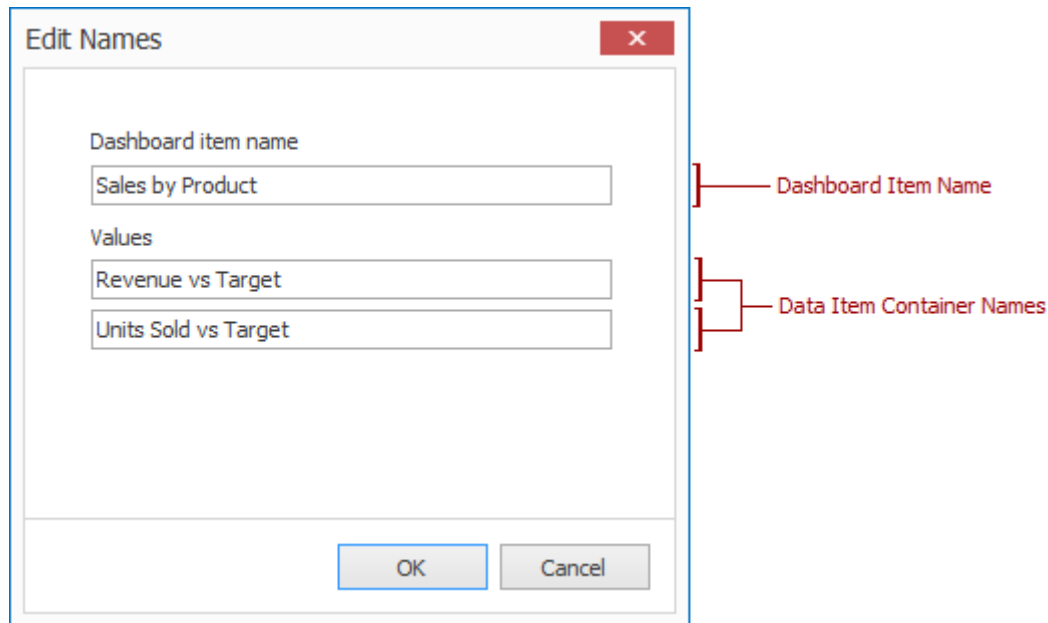 Edit Names
Dashboard item name
Sales by Product
Dashboard Item Name
Values
Revenue vs Target
Data Item Container Names
Units Sold vs Target
OK
Cancel